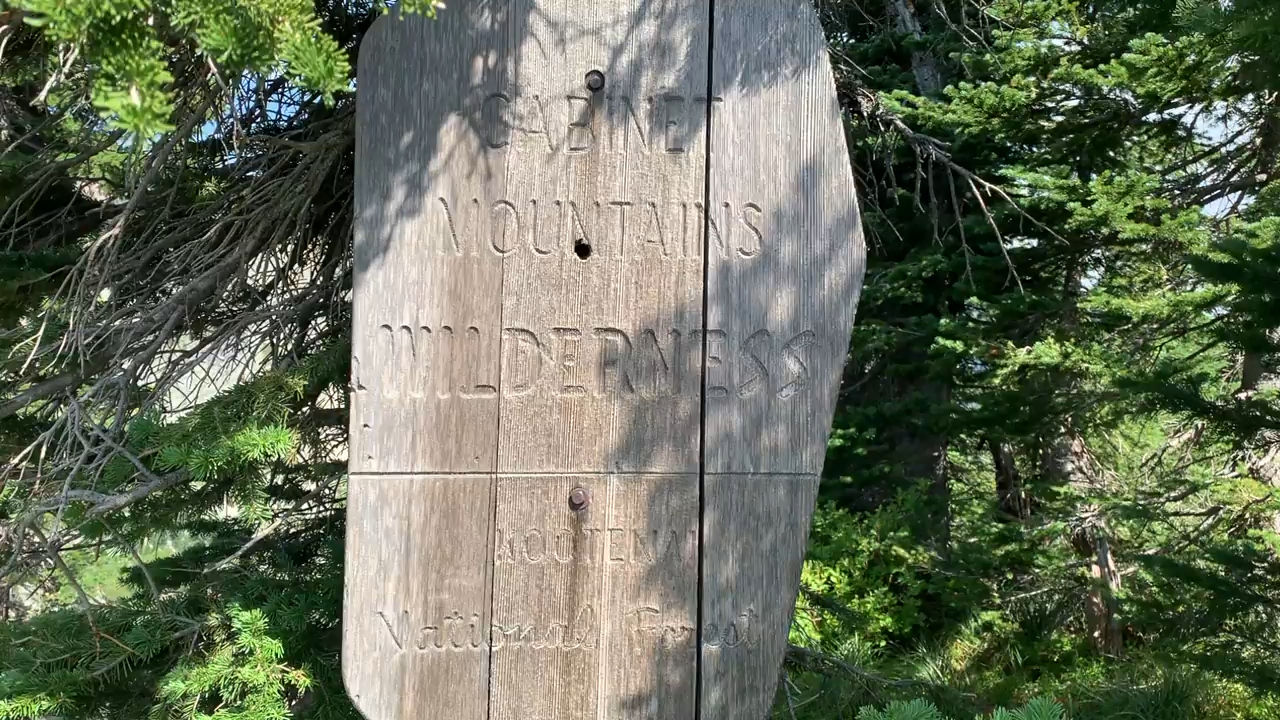 CABINET
MOUNTAINS
WILDERNESS
KOOTENAI
National Forest